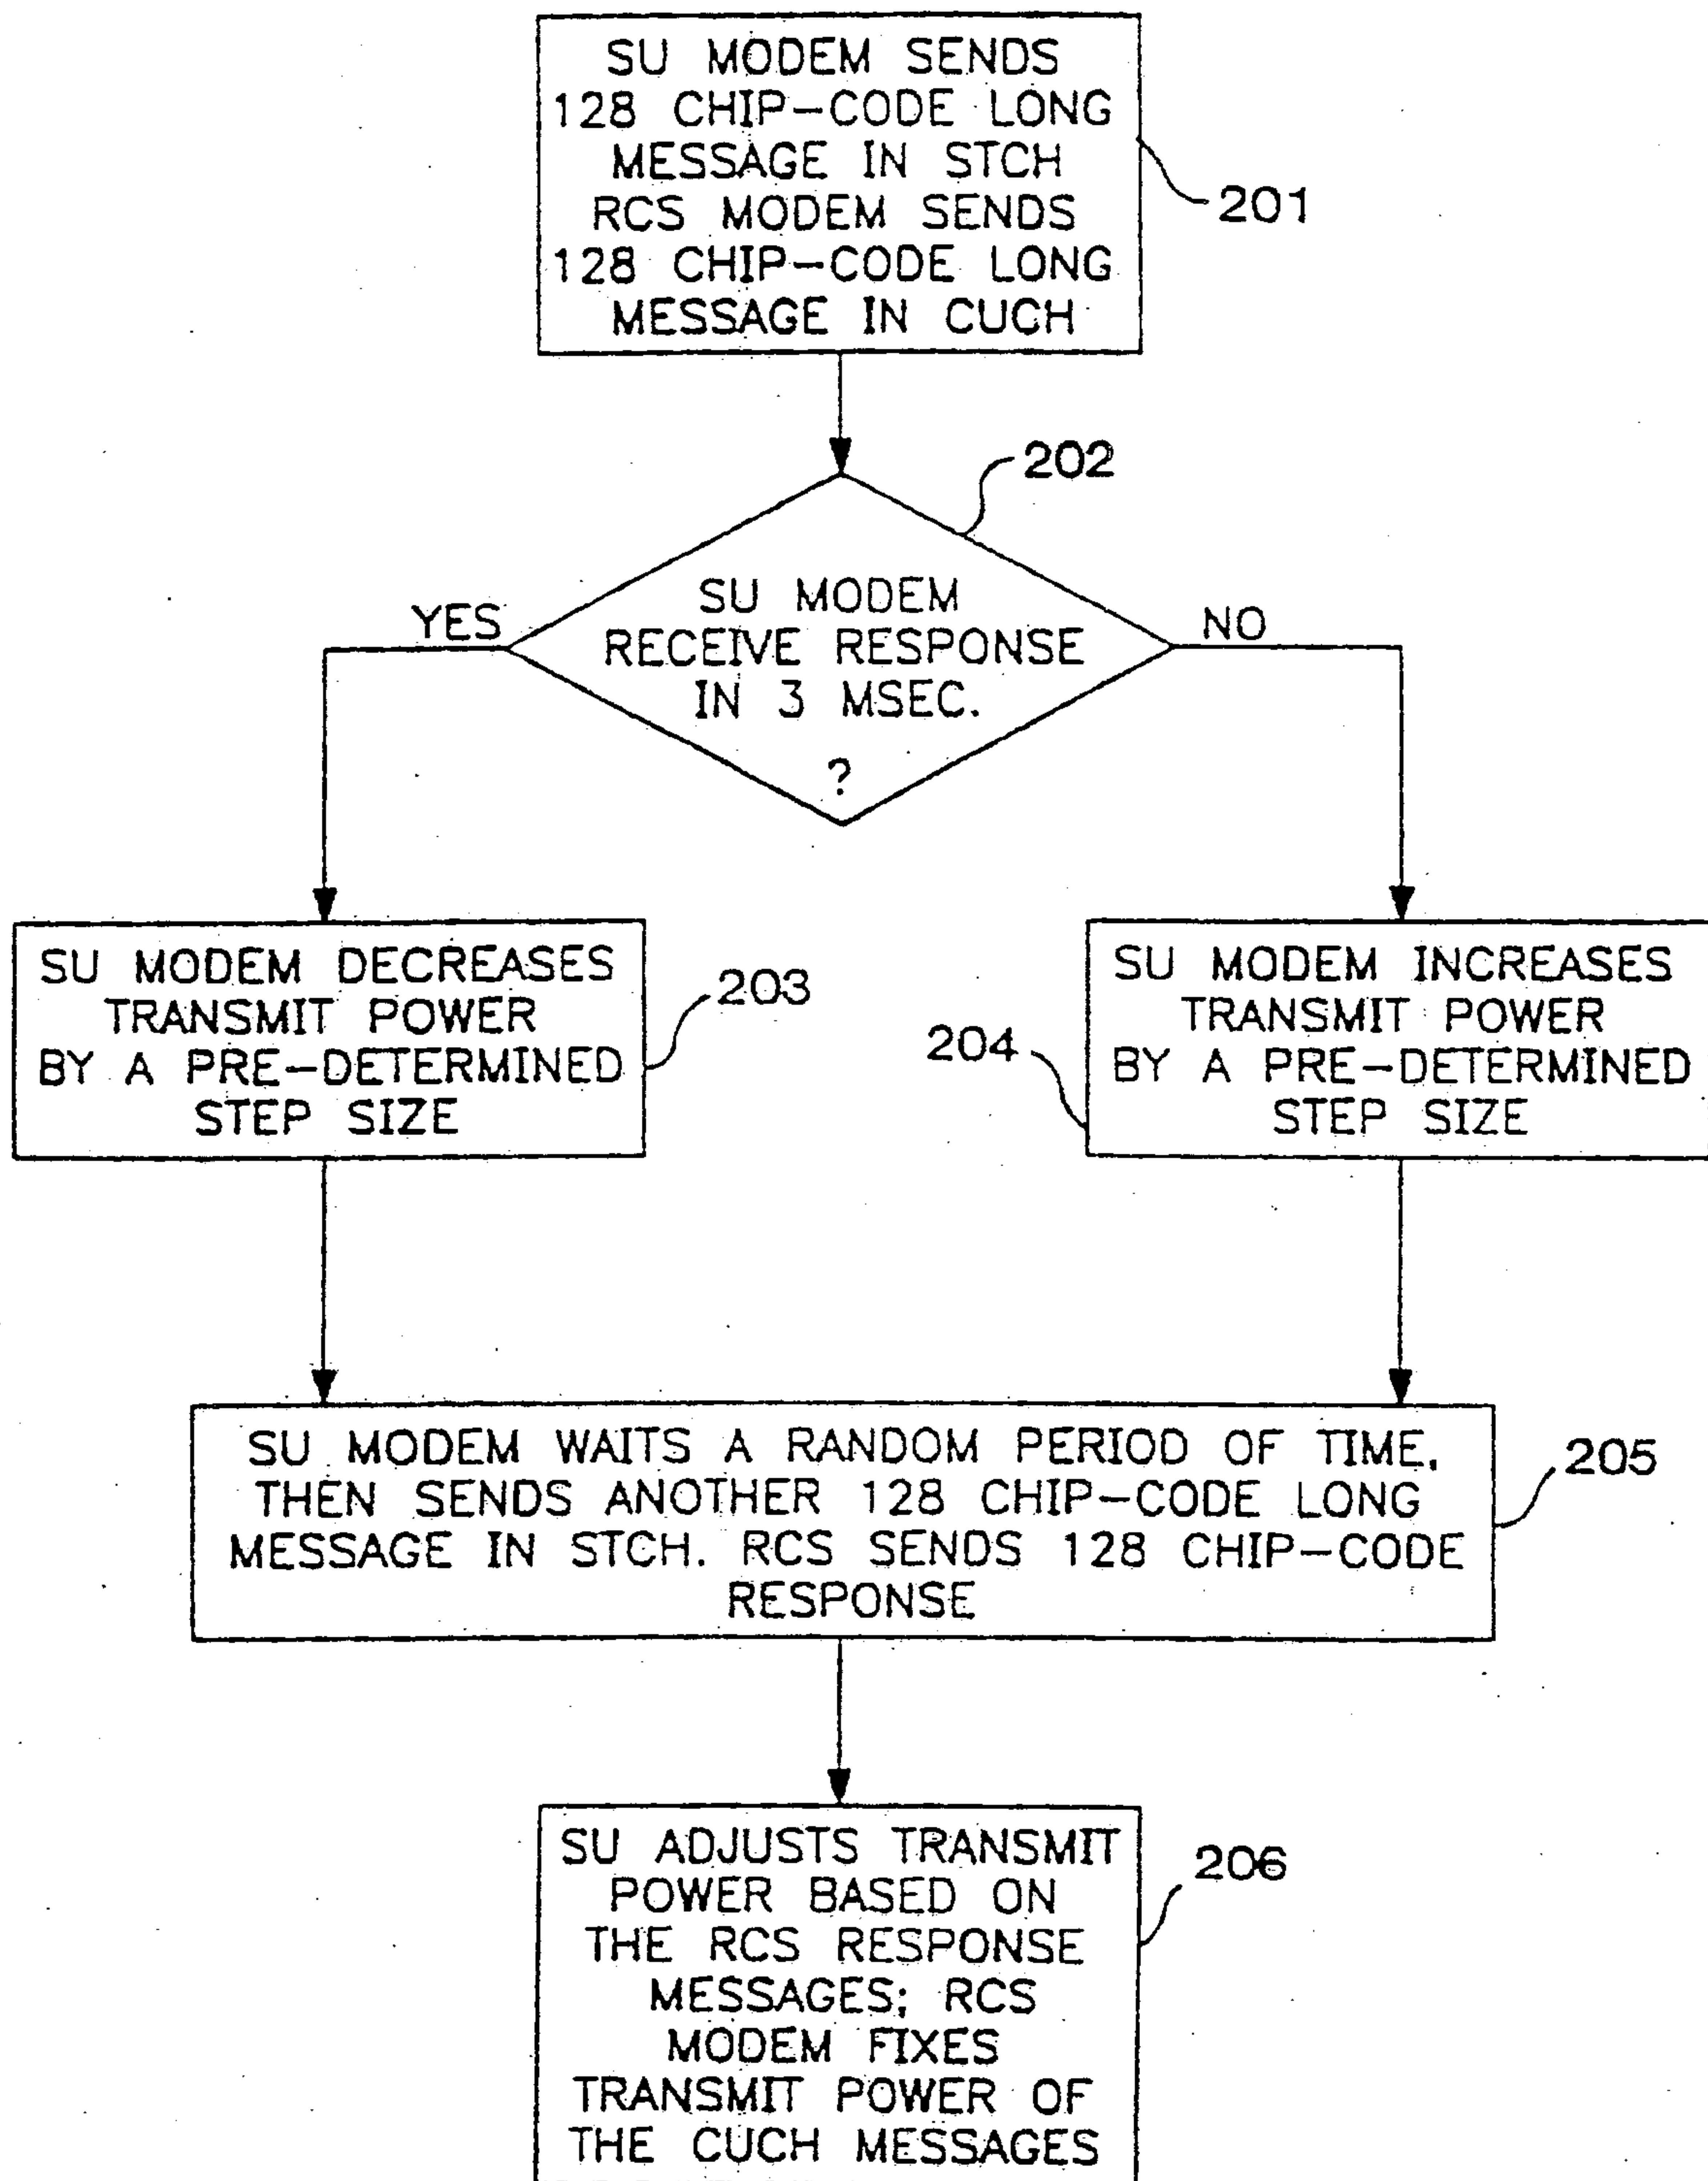 SU MODEM SENDS
128 CHIP-CODE LONG
MESSAGE IN STCH
RCS MODEM SENDS
128 CHIP-CODE LONG
MESSAGE IN CUCH
201
202
SU MODEM
RECEIVE RESPONSE
IN 3 MSEC.
?
YES
NO
SU MODEM DECREASES
TRANSMIT POWER
BY A PRE-DETERMINED
STEP SIZE
203
SU MODEM INCREASES
TRANSMIT POWER
BY A PRE-DETERMINED
STEP SIZE
204
SU MODEM WAITS A RANDOM PERIOD OF TIME,
THEN SENDS ANOTHER 128 CHIP-CODE LONG
MESSAGE IN STCH. RCS SENDS 128 CHIP-CODE
RESPONSE
205
SU ADJUSTS TRANSMIT
POWER BASED ON
THE RCS RESPONSE
MESSAGES; RCS
MODEM FIXES
TRANSMIT POWER OF
THE CUCH MESSAGES
206